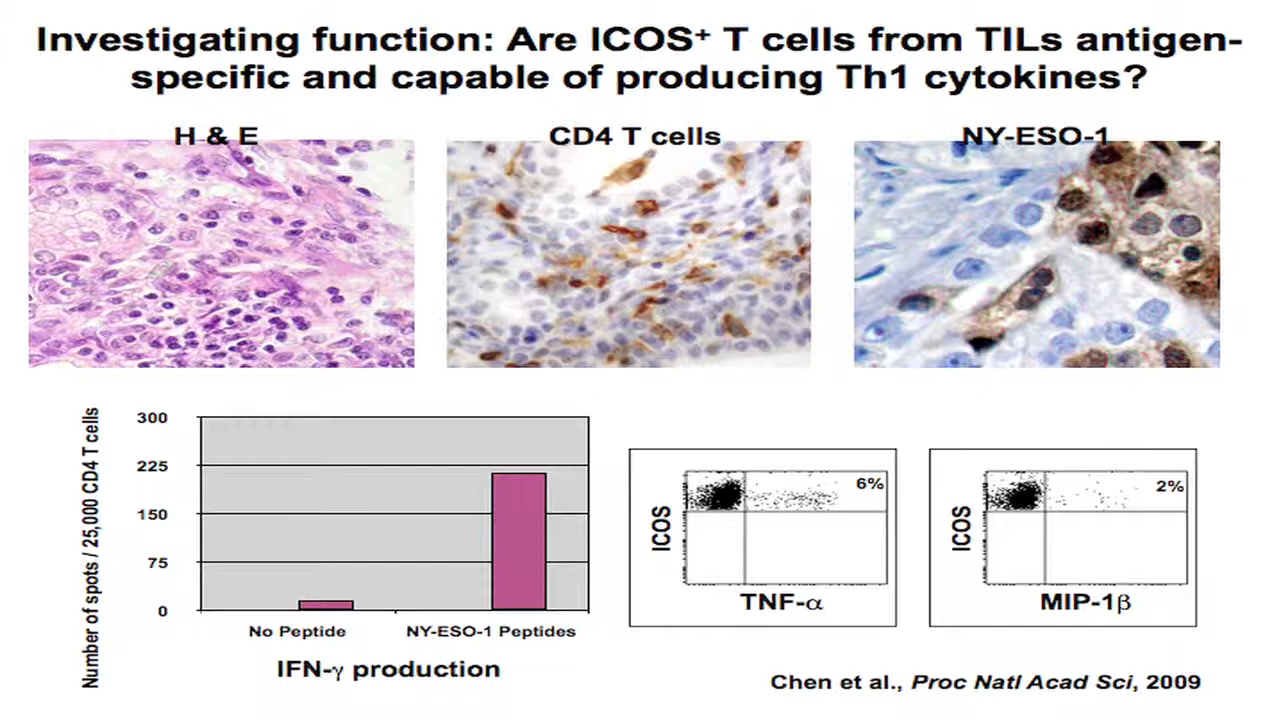 Investigating function: Are ICOS⁺ T cells from TILs antigen-
specific and capable of producing Th1 cytokines?
H & E
CD4 T cells
NY-ESO-1
Number of spots / 25,000 CD4 T cells
300
225
150
75
0
No Peptide
NY-ESO-1 Peptides
IFN-γ production
ICOS
6%
TNF-α
ICOS
2%
MIP-1β
Chen et al., Proc Natl Acad Sci, 2009